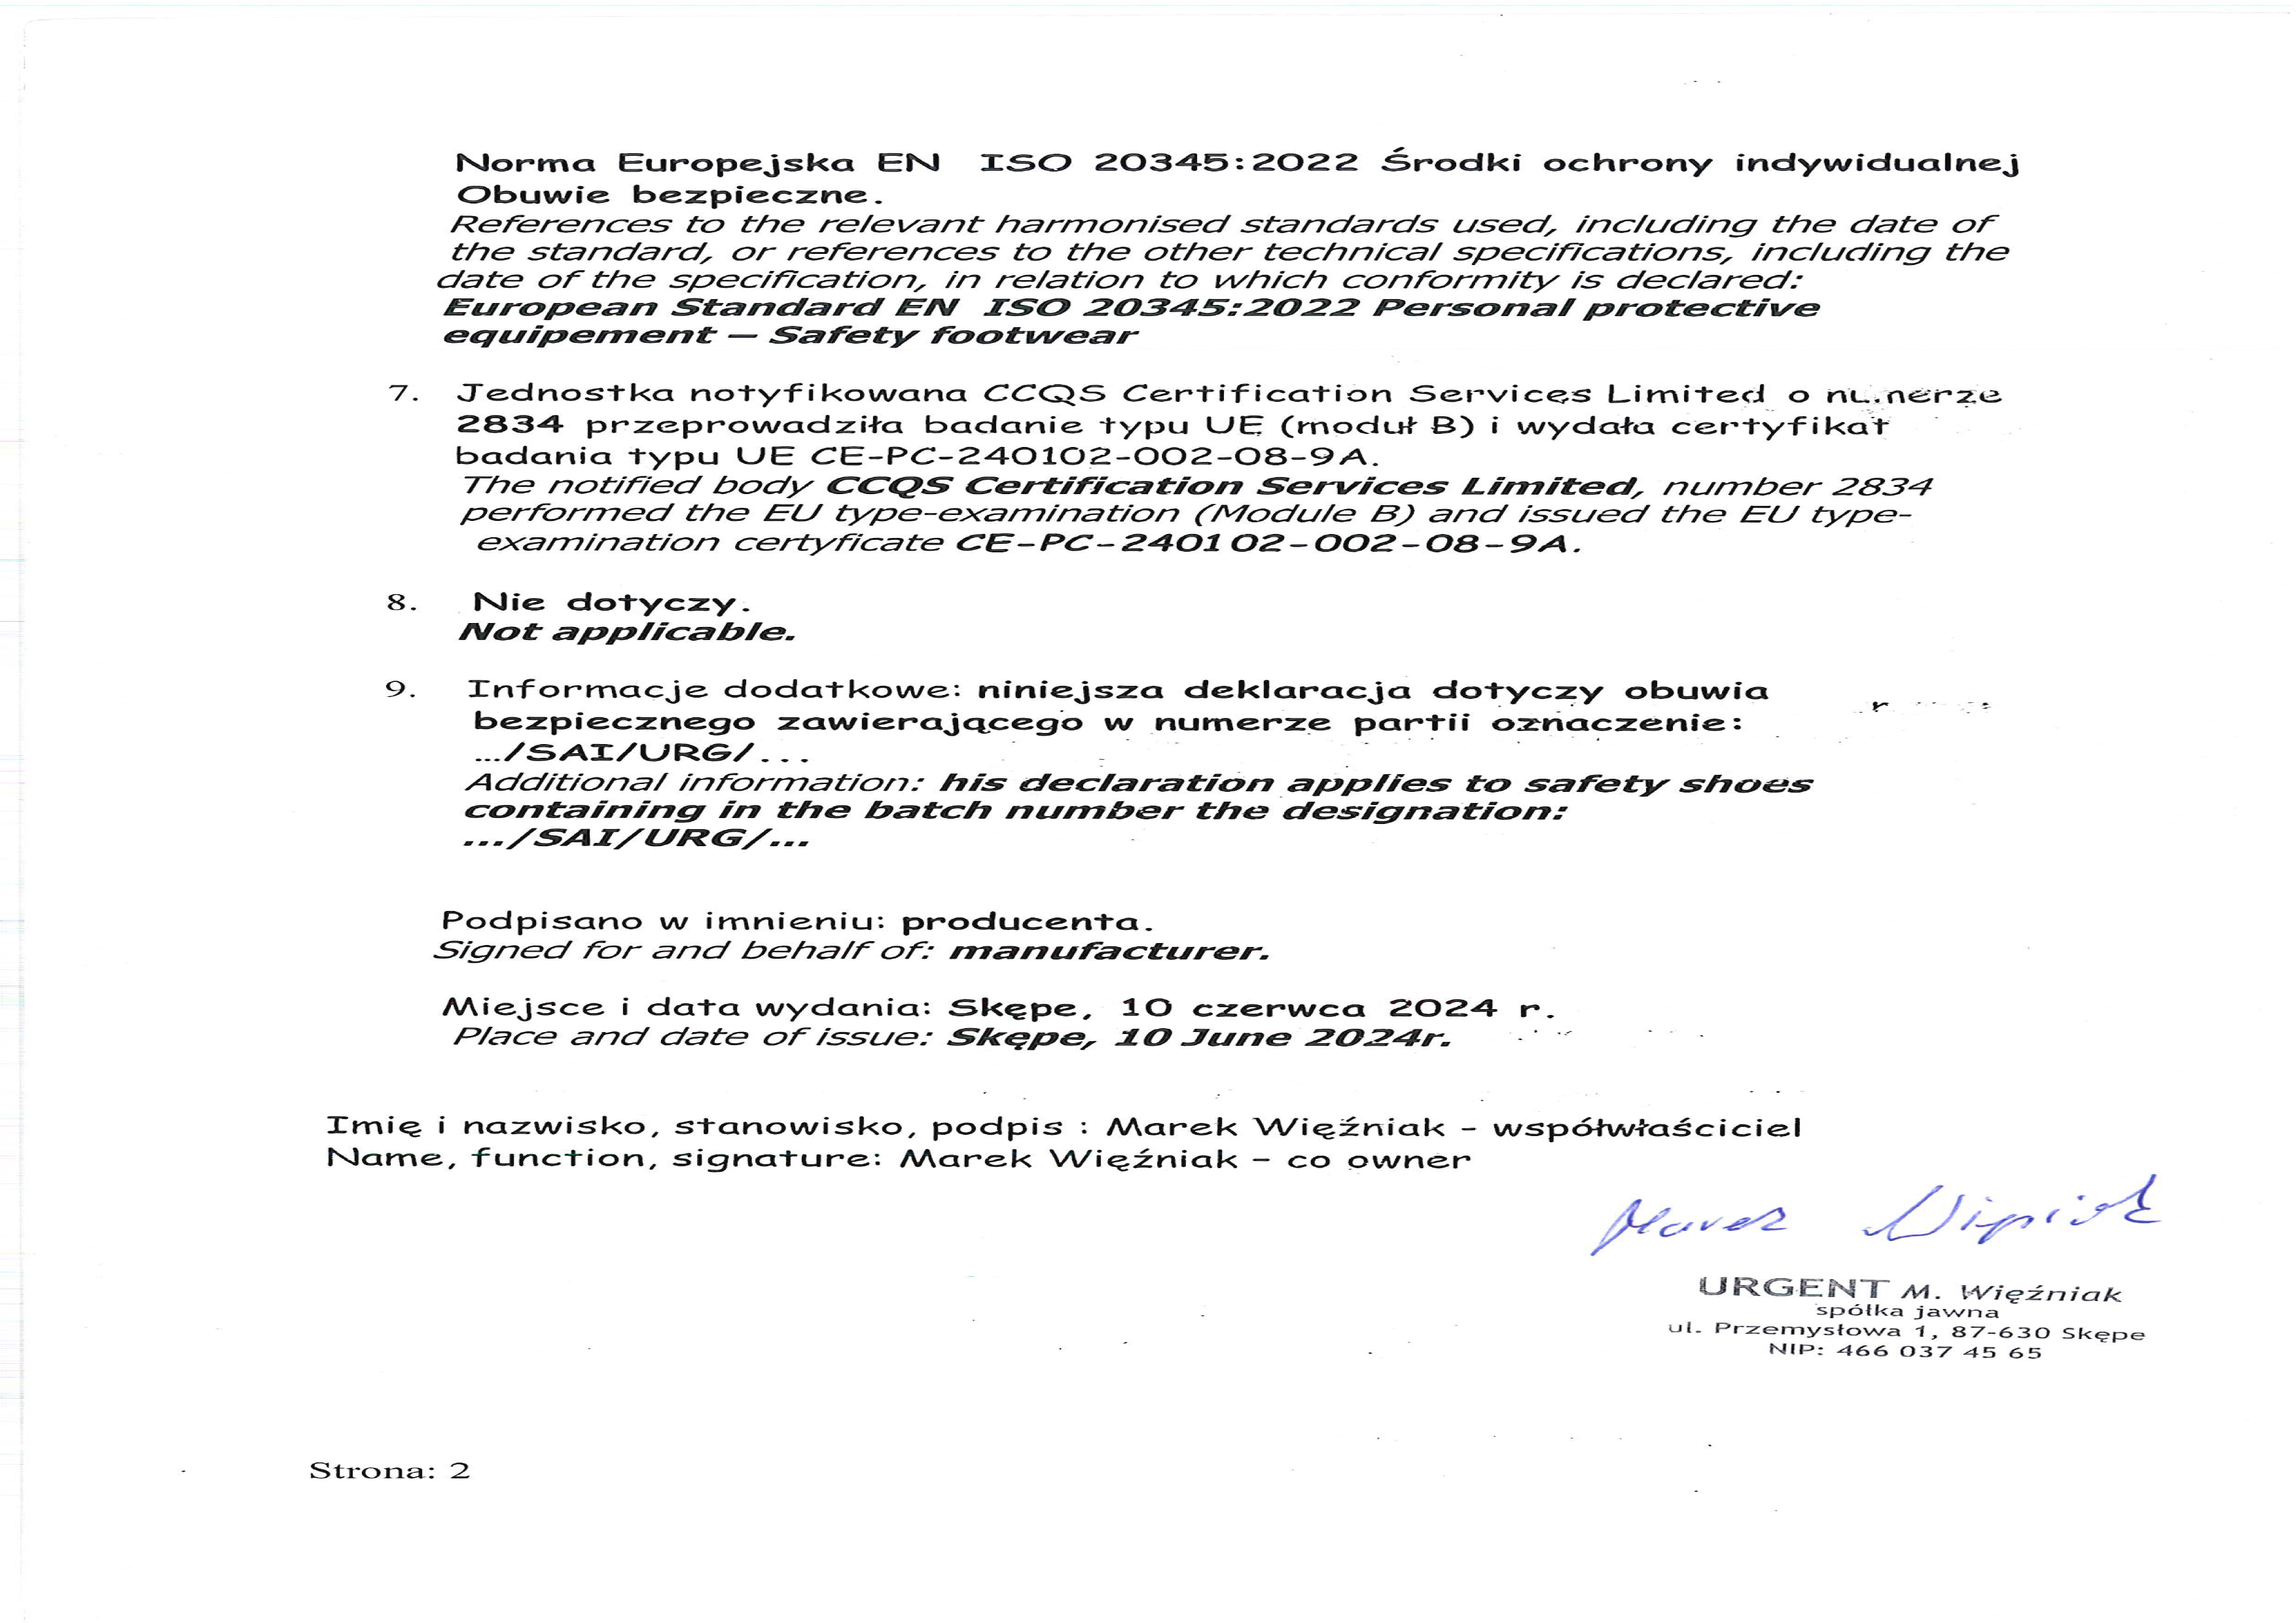 Norma Europejska EN ISO 20345:2022 Środki ochrony indywidualnej
Obuwie bezpieczne.
References to the relevant harmonised standards used, including the date of
the standard, or references to the other technical specifications, including the
date of the specification, in relation to which conformity is declared:
European Standard EN ISO 20345:2022 Personal protective
equipement – Safety footwear
7. Jednostka notyfikowana CCQS Certification Services Limited o numerze
2834 przeprowadziła badanie typu UE (moduł B) i wydała certyfikat
badania typu UE CE-PC-240102-002-08-9A.
The notified body CCQS Certification Services Limited, number 2834
performed the EU type-examination (Module B) and issued the EU type-
examination certyficate CE-PC-240102-002-08-9A.
8. Nie dotyczy.
Not applicable.
9. Informacje dodatkowe: niniejsza deklaracja dotyczy obuwia
bezpiecznego zawierającego w numerze partii oznaczenie:
.../SAI/URG/...
Additional information: his declaration applies to safety shoes
containing in the batch number the designation:
.../SAI/URG/...
Podpisano w imnieniu: producenta.
Signed for and behalf of: manufacturer.
Miejsce i data wydania: Skępe, 10 czerwca 2024 r.
Place and date of issue: Skępe, 10 June 2024r.
Imię i nazwisko, stanowisko, podpis : Marek Więźniak - współwłaściciel
Name, function, signature: Marek Więźniak - co owner
URGENT M. Więźniak
spółka jawna
ul. Przemysłowa 1, 87-630 Skępe
NIP: 466 037 45 65
Strona: 2